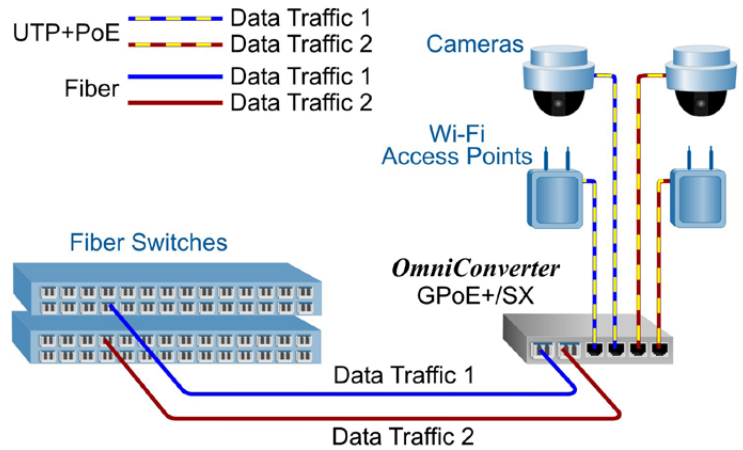 UTP+PoE
Data Traffic 1
Data Traffic 2
Fiber
Data Traffic 1
Data Traffic 2
Cameras
Wi-Fi
Access Points
Fiber Switches
OmniConverter
GPoE+/SX
Data Traffic 1
Data Traffic 2